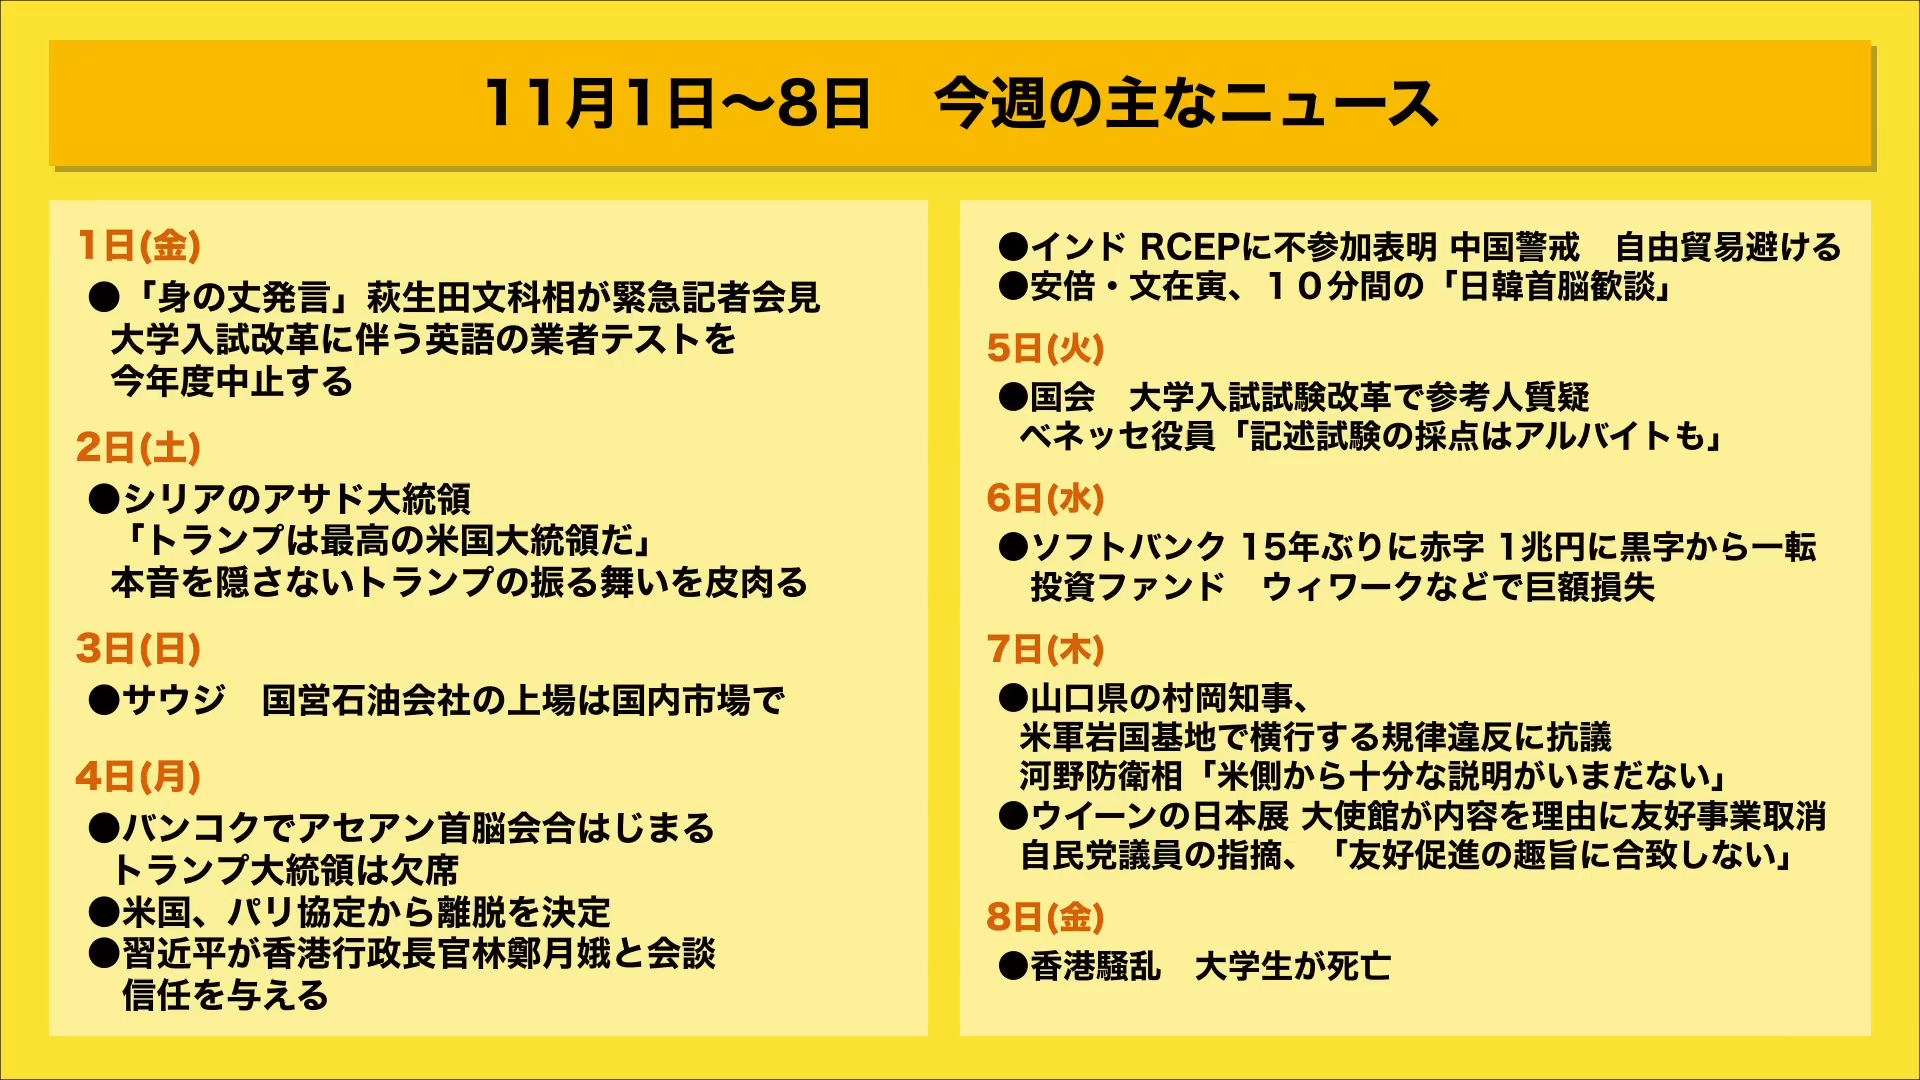 11月1日〜8日　今週の主なニュース
1日(金)
●「身の丈発言」萩生田文科相が緊急記者会見
大学入試改革に伴う英語の業者テストを
今年度中止する
2日(土)
●シリアのアサド大統領
「トランプは最高の米国大統領だ」
本音を隠さないトランプの振る舞いを皮肉る
3日(日)
●サウジ　国営石油会社の上場は国内市場で
4日(月)
●バンコクでアセアン首脳会合はじまる
トランプ大統領は欠席
●米国、パリ協定から離脱を決定
●習近平が香港行政長官林鄭月娥と会談
信任を与える
●インド RCEPに不参加表明 中国警戒　自由貿易避ける
●安倍・文在寅、１０分間の「日韓首脳歓談」
5日(火)
●国会　大学入試試験改革で参考人質疑
ベネッセ役員「記述試験の採点はアルバイトも」
6日(水)
●ソフトバンク 15年ぶりに赤字 1兆円に黒字から一転
投資ファンド　ウィワークなどで巨額損失
7日(木)
●山口県の村岡知事、
米軍岩国基地で横行する規律違反に抗議
河野防衛相「米側から十分な説明がいまだない」
●ウイーンの日本展 大使館が内容を理由に友好事業取消
自民党議員の指摘、「友好促進の趣旨に合致しない」
8日(金)
●香港騒乱　大学生が死亡